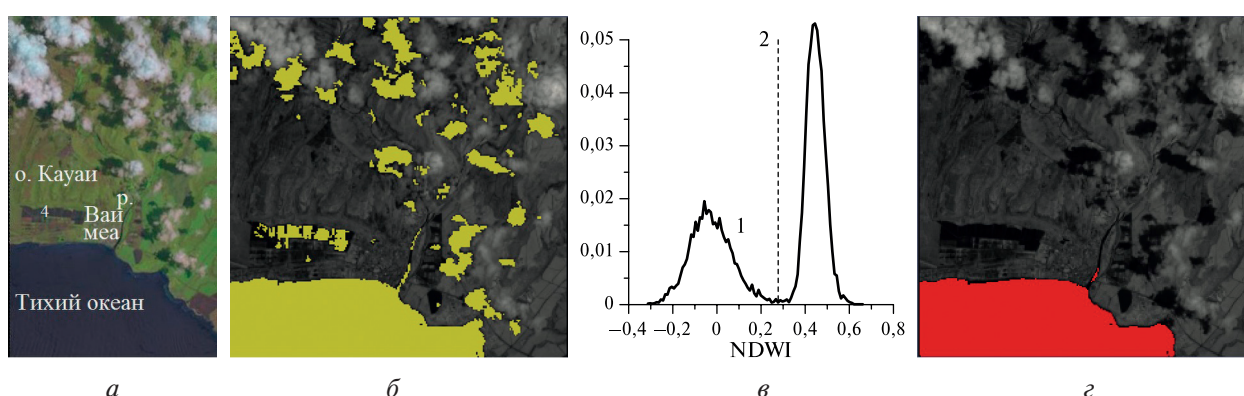 о. Кауаи
р.
4
Ваи
меа
Тихий океан
0,05
0,04
0,03
0.02
0,01
0
2
1
−0,4 −0,2 0 0,2 0,4 0,6 0,8
NDWI
а б в г